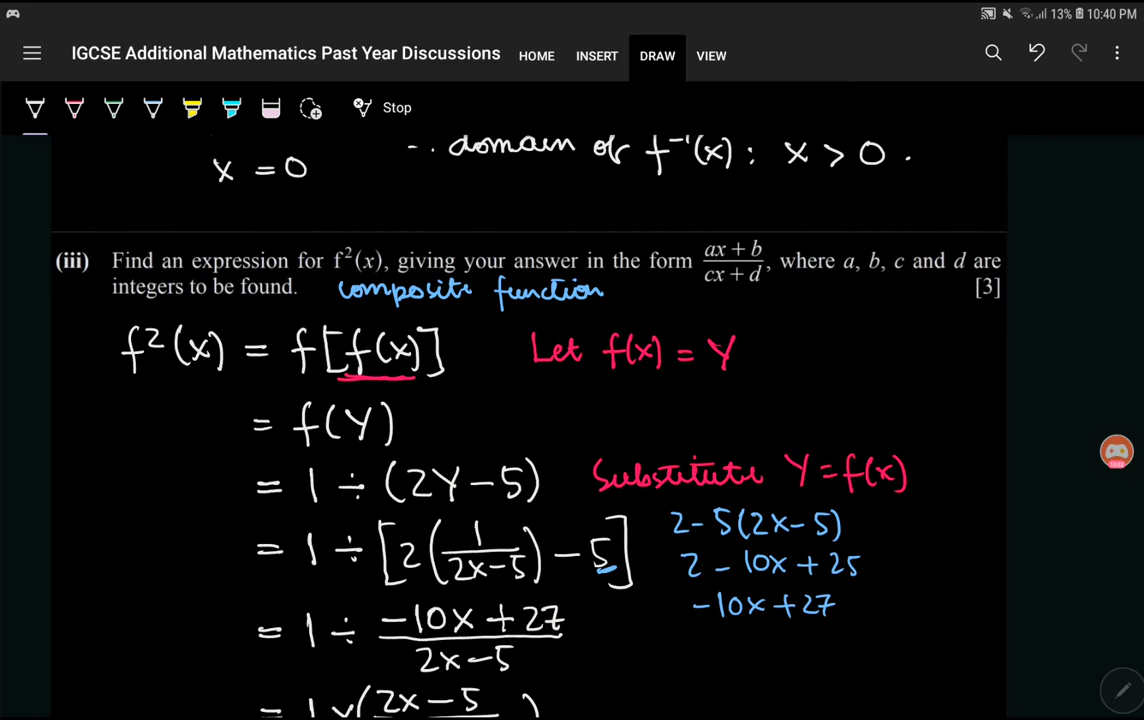 13% 10:40 PM
IGCSE Additional Mathematics Past Year Discussions HOME INSERT DRAW VIEW
Stop
x = 0 ∴ domain of f⁻¹(x) : x > 0 .
(iii) Find an expression for f²(x), giving your answer in the form (ax + b)/(cx + d), where a, b, c and d are
integers to be found. [3]
composite function
f²(x) = f[f(x)] Let f(x) = Y
= f(Y)
= 1 ÷ (2Y − 5) Substitute Y = f(x)
= 1 ÷ [2(1/(2x−5)) − 5] 2 − 5(2x − 5)
2 − 10x + 25
−10x + 27
= 1 ÷ (−10x + 27)/(2x − 5)
= 1 × (2x − 5